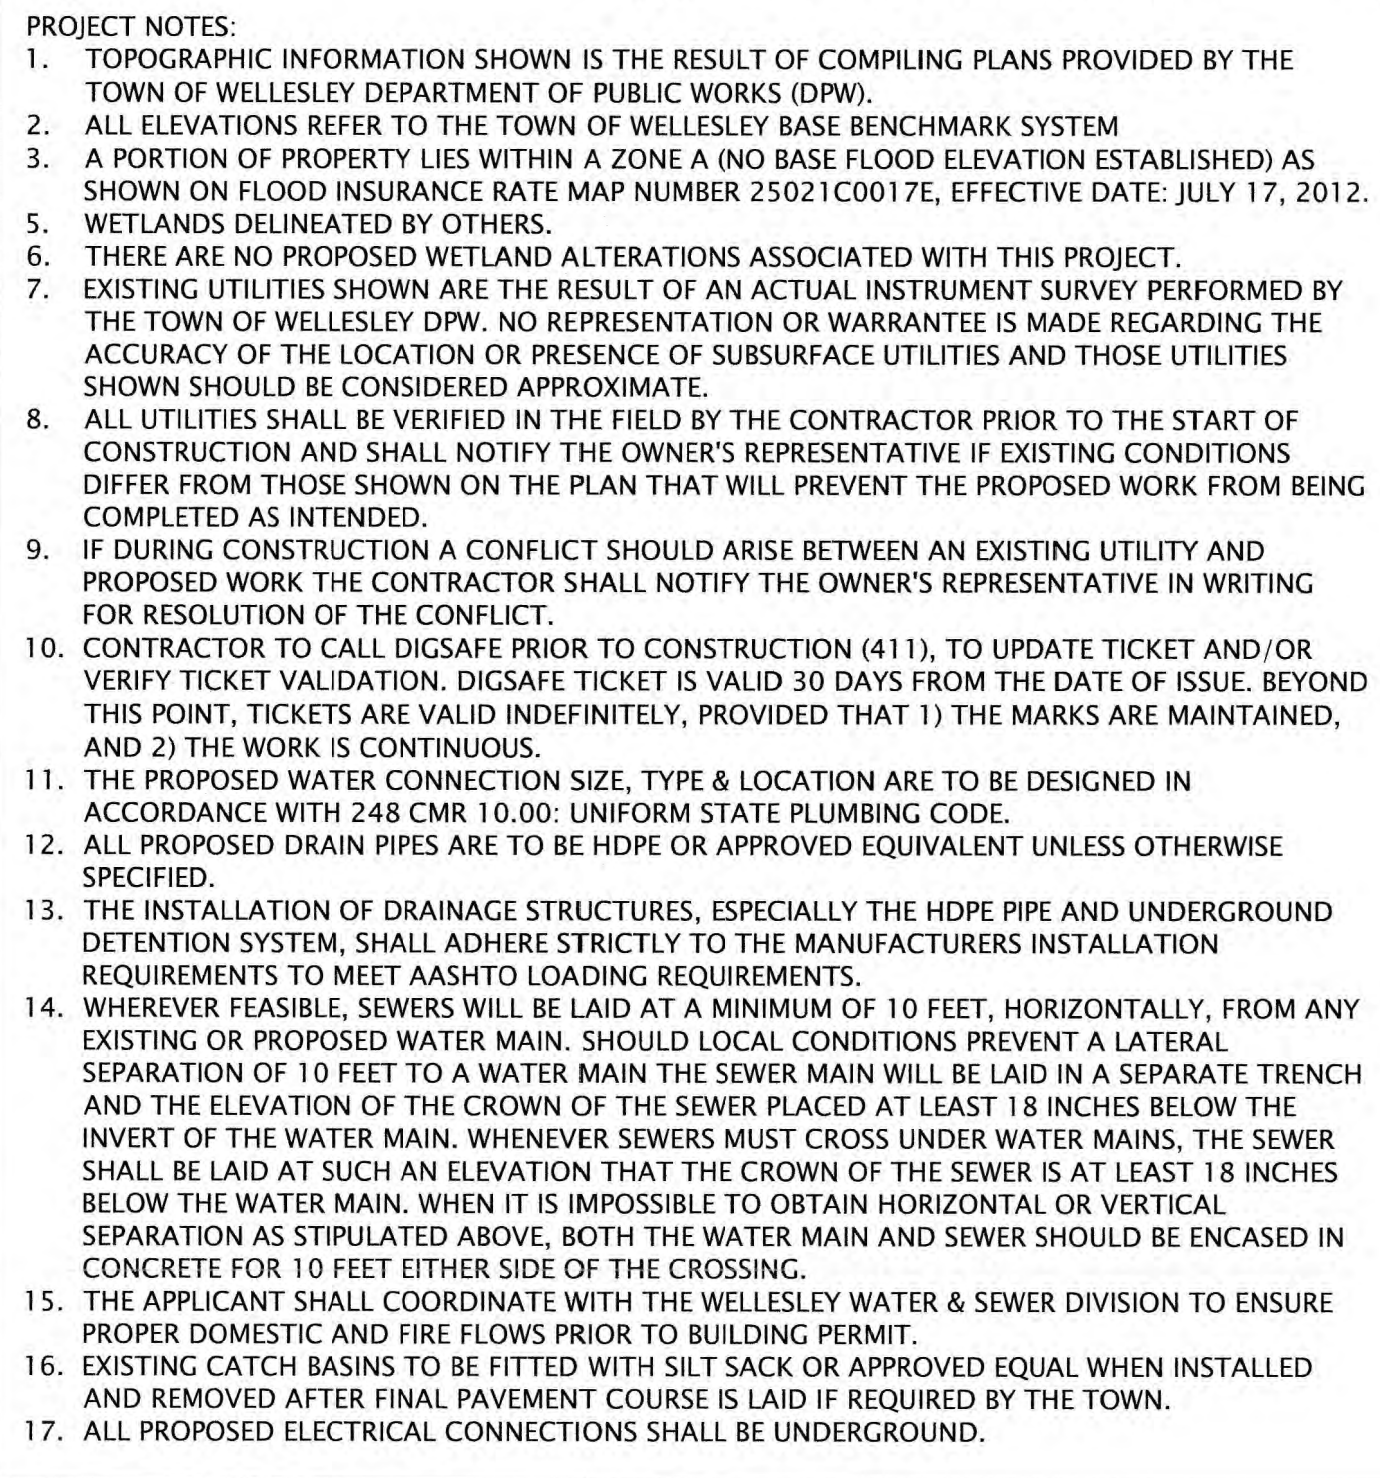 PROJECT NOTES:
1. TOPOGRAPHIC INFORMATION SHOWN IS THE RESULT OF COMPILING PLANS PROVIDED BY THE
TOWN OF WELLESLEY DEPARTMENT OF PUBLIC WORKS (DPW).
2. ALL ELEVATIONS REFER TO THE TOWN OF WELLESLEY BASE BENCHMARK SYSTEM
3. A PORTION OF PROPERTY LIES WITHIN A ZONE A (NO BASE FLOOD ELEVATION ESTABLISHED) AS
SHOWN ON FLOOD INSURANCE RATE MAP NUMBER 25021C0017E, EFFECTIVE DATE: JULY 17, 2012.
5. WETLANDS DELINEATED BY OTHERS.
6. THERE ARE NO PROPOSED WETLAND ALTERATIONS ASSOCIATED WITH THIS PROJECT.
7. EXISTING UTILITIES SHOWN ARE THE RESULT OF AN ACTUAL INSTRUMENT SURVEY PERFORMED BY
THE TOWN OF WELLESLEY DPW. NO REPRESENTATION OR WARRANTEE IS MADE REGARDING THE
ACCURACY OF THE LOCATION OR PRESENCE OF SUBSURFACE UTILITIES AND THOSE UTILITIES
SHOWN SHOULD BE CONSIDERED APPROXIMATE.
8. ALL UTILITIES SHALL BE VERIFIED IN THE FIELD BY THE CONTRACTOR PRIOR TO THE START OF
CONSTRUCTION AND SHALL NOTIFY THE OWNER'S REPRESENTATIVE IF EXISTING CONDITIONS
DIFFER FROM THOSE SHOWN ON THE PLAN THAT WILL PREVENT THE PROPOSED WORK FROM BEING
COMPLETED AS INTENDED.
9. IF DURING CONSTRUCTION A CONFLICT SHOULD ARISE BETWEEN AN EXISTING UTILITY AND
PROPOSED WORK THE CONTRACTOR SHALL NOTIFY THE OWNER'S REPRESENTATIVE IN WRITING
FOR RESOLUTION OF THE CONFLICT.
10. CONTRACTOR TO CALL DIGSAFE PRIOR TO CONSTRUCTION (411), TO UPDATE TICKET AND/OR
VERIFY TICKET VALIDATION. DIGSAFE TICKET IS VALID 30 DAYS FROM THE DATE OF ISSUE. BEYOND
THIS POINT, TICKETS ARE VALID INDEFINITELY, PROVIDED THAT 1) THE MARKS ARE MAINTAINED,
AND 2) THE WORK IS CONTINUOUS.
11. THE PROPOSED WATER CONNECTION SIZE, TYPE & LOCATION ARE TO BE DESIGNED IN
ACCORDANCE WITH 248 CMR 10.00: UNIFORM STATE PLUMBING CODE.
12. ALL PROPOSED DRAIN PIPES ARE TO BE HDPE OR APPROVED EQUIVALENT UNLESS OTHERWISE
SPECIFIED.
13. THE INSTALLATION OF DRAINAGE STRUCTURES, ESPECIALLY THE HDPE PIPE AND UNDERGROUND
DETENTION SYSTEM, SHALL ADHERE STRICTLY TO THE MANUFACTURERS INSTALLATION
REQUIREMENTS TO MEET AASHTO LOADING REQUIREMENTS.
14. WHEREVER FEASIBLE, SEWERS WILL BE LAID AT A MINIMUM OF 10 FEET, HORIZONTALLY, FROM ANY
EXISTING OR PROPOSED WATER MAIN. SHOULD LOCAL CONDITIONS PREVENT A LATERAL
SEPARATION OF 10 FEET TO A WATER MAIN THE SEWER MAIN WILL BE LAID IN A SEPARATE TRENCH
AND THE ELEVATION OF THE CROWN OF THE SEWER PLACED AT LEAST 18 INCHES BELOW THE
INVERT OF THE WATER MAIN. WHENEVER SEWERS MUST CROSS UNDER WATER MAINS, THE SEWER
SHALL BE LAID AT SUCH AN ELEVATION THAT THE CROWN OF THE SEWER IS AT LEAST 18 INCHES
BELOW THE WATER MAIN. WHEN IT IS IMPOSSIBLE TO OBTAIN HORIZONTAL OR VERTICAL
SEPARATION AS STIPULATED ABOVE, BOTH THE WATER MAIN AND SEWER SHOULD BE ENCASED IN
CONCRETE FOR 10 FEET EITHER SIDE OF THE CROSSING.
15. THE APPLICANT SHALL COORDINATE WITH THE WELLESLEY WATER & SEWER DIVISION TO ENSURE
PROPER DOMESTIC AND FIRE FLOWS PRIOR TO BUILDING PERMIT.
16. EXISTING CATCH BASINS TO BE FITTED WITH SILT SACK OR APPROVED EQUAL WHEN INSTALLED
AND REMOVED AFTER FINAL PAVEMENT COURSE IS LAID IF REQUIRED BY THE TOWN.
17. ALL PROPOSED ELECTRICAL CONNECTIONS SHALL BE UNDERGROUND.